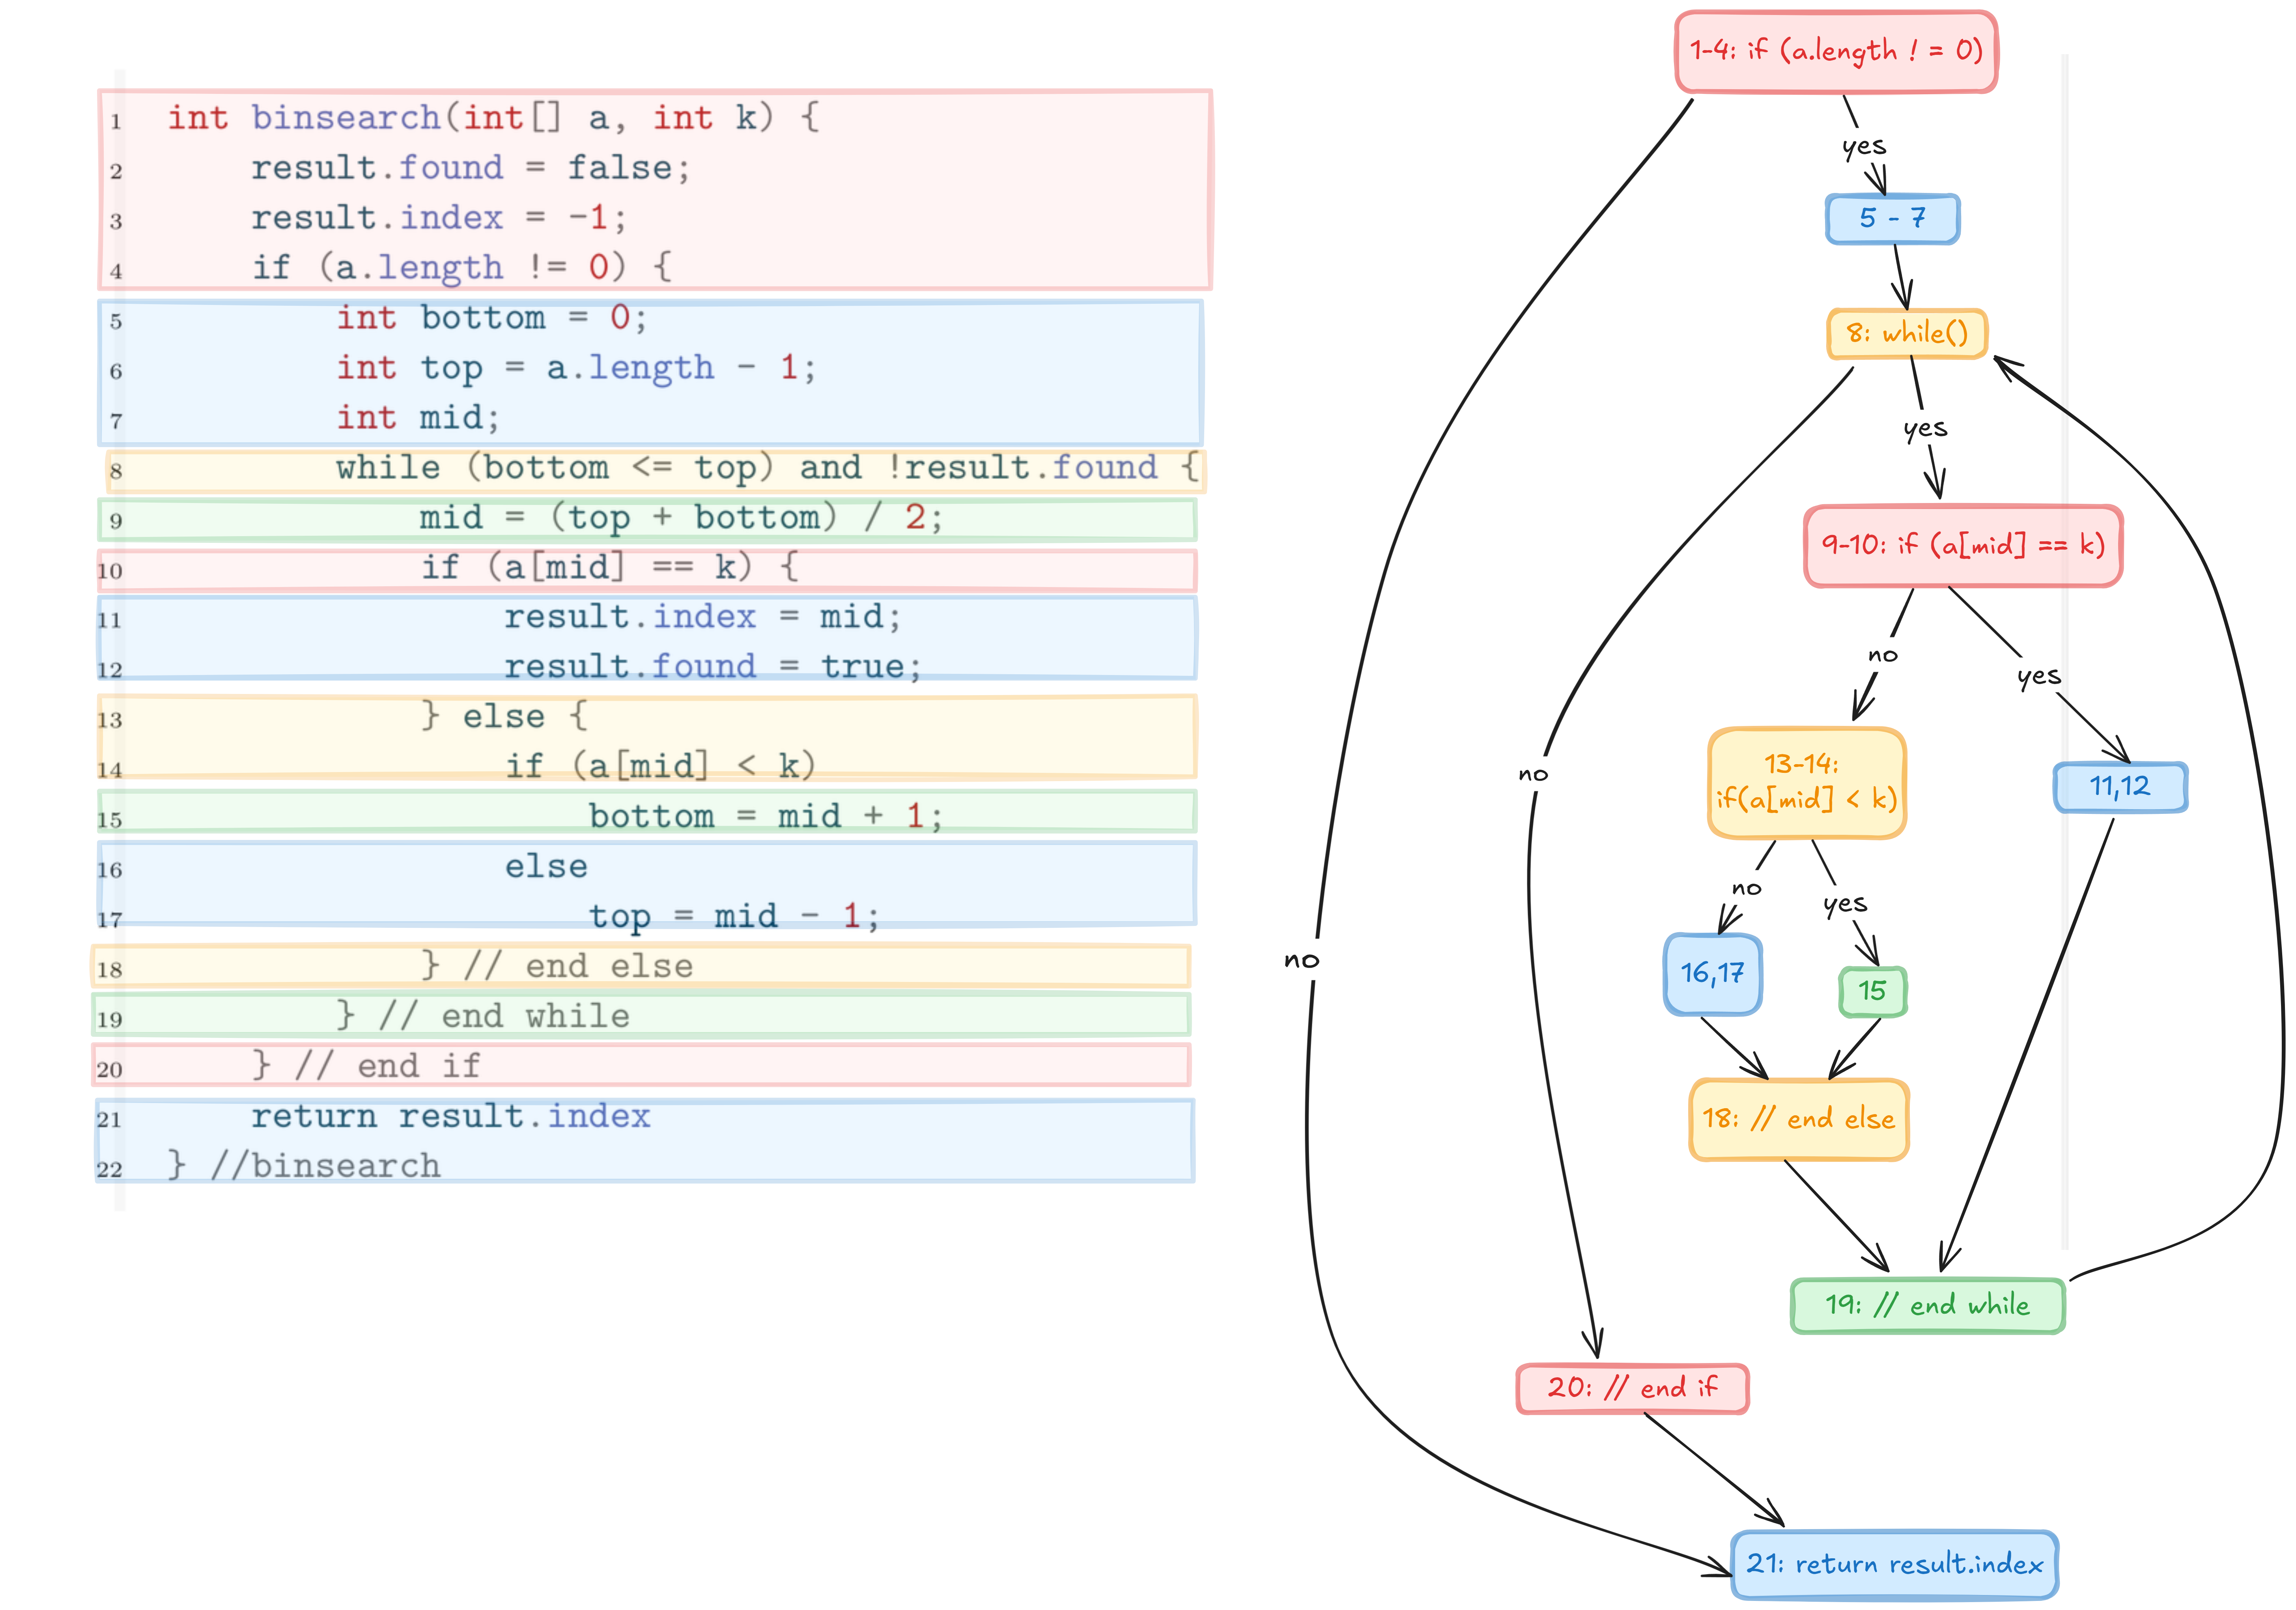 1 int binsearch(int[] a, int k) {
2 result.found = false;
3 result.index = -1;
4 if (a.length != 0) {
5 int bottom = 0;
6 int top = a.length - 1;
7 int mid;
8 while (bottom <= top) and !result.found {
9 mid = (top + bottom) / 2;
10 if (a[mid] == k) {
11 result.index = mid;
12 result.found = true;
13 } else {
14 if (a[mid] < k)
15 bottom = mid + 1;
16 else
17 top = mid - 1;
18 } // end else
19 } // end while
20 } // end if
21 return result.index
22 } //binsearch
1-4: if (a.length ! = 0)
yes
5 - 7
8: while()
yes
9-10: if (a[mid] == k)
no
yes
no
13-14:
if(a[mid] < k)
11,12
no
yes
no
16,17
15
18: // end else
19: // end while
20: // end if
21: return result.index